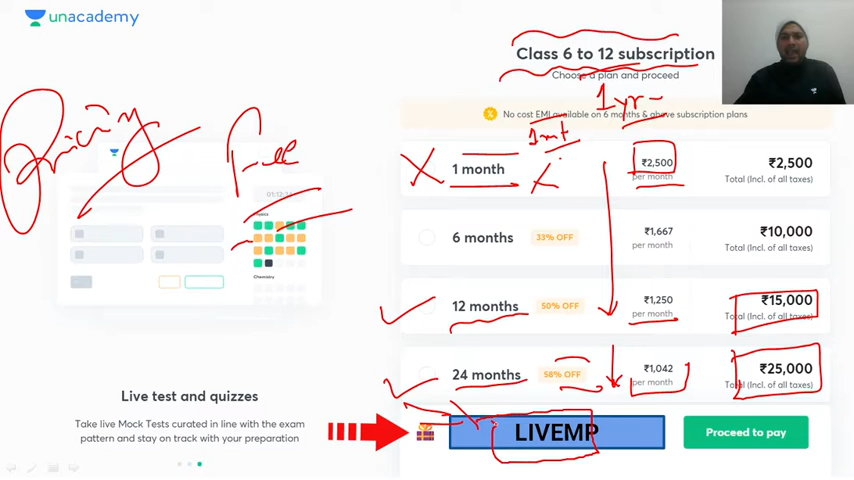 unacademy
Class 6 to 12 subscription
Choose a plan and proceed
1 yr -
No cost EMI available on 6 months & above subscription plans
Pricing
free
1 month
₹2,500
per month
₹2,500
Total (Incl. of all taxes)
6 months
33% OFF
₹1,667
per month
₹10,000
Total (Incl. of all taxes)
12 months
50% OFF
₹1,250
per month
₹15,000
Total (Incl. of all taxes)
24 months
58% OFF
₹1,042
per month
₹25,000
Total (Incl. of all taxes)
Chemistry
Live test and quizzes
Take live Mock Tests curated in line with the exam
pattern and stay on track with your preparation
LIVEMP
Proceed to pay